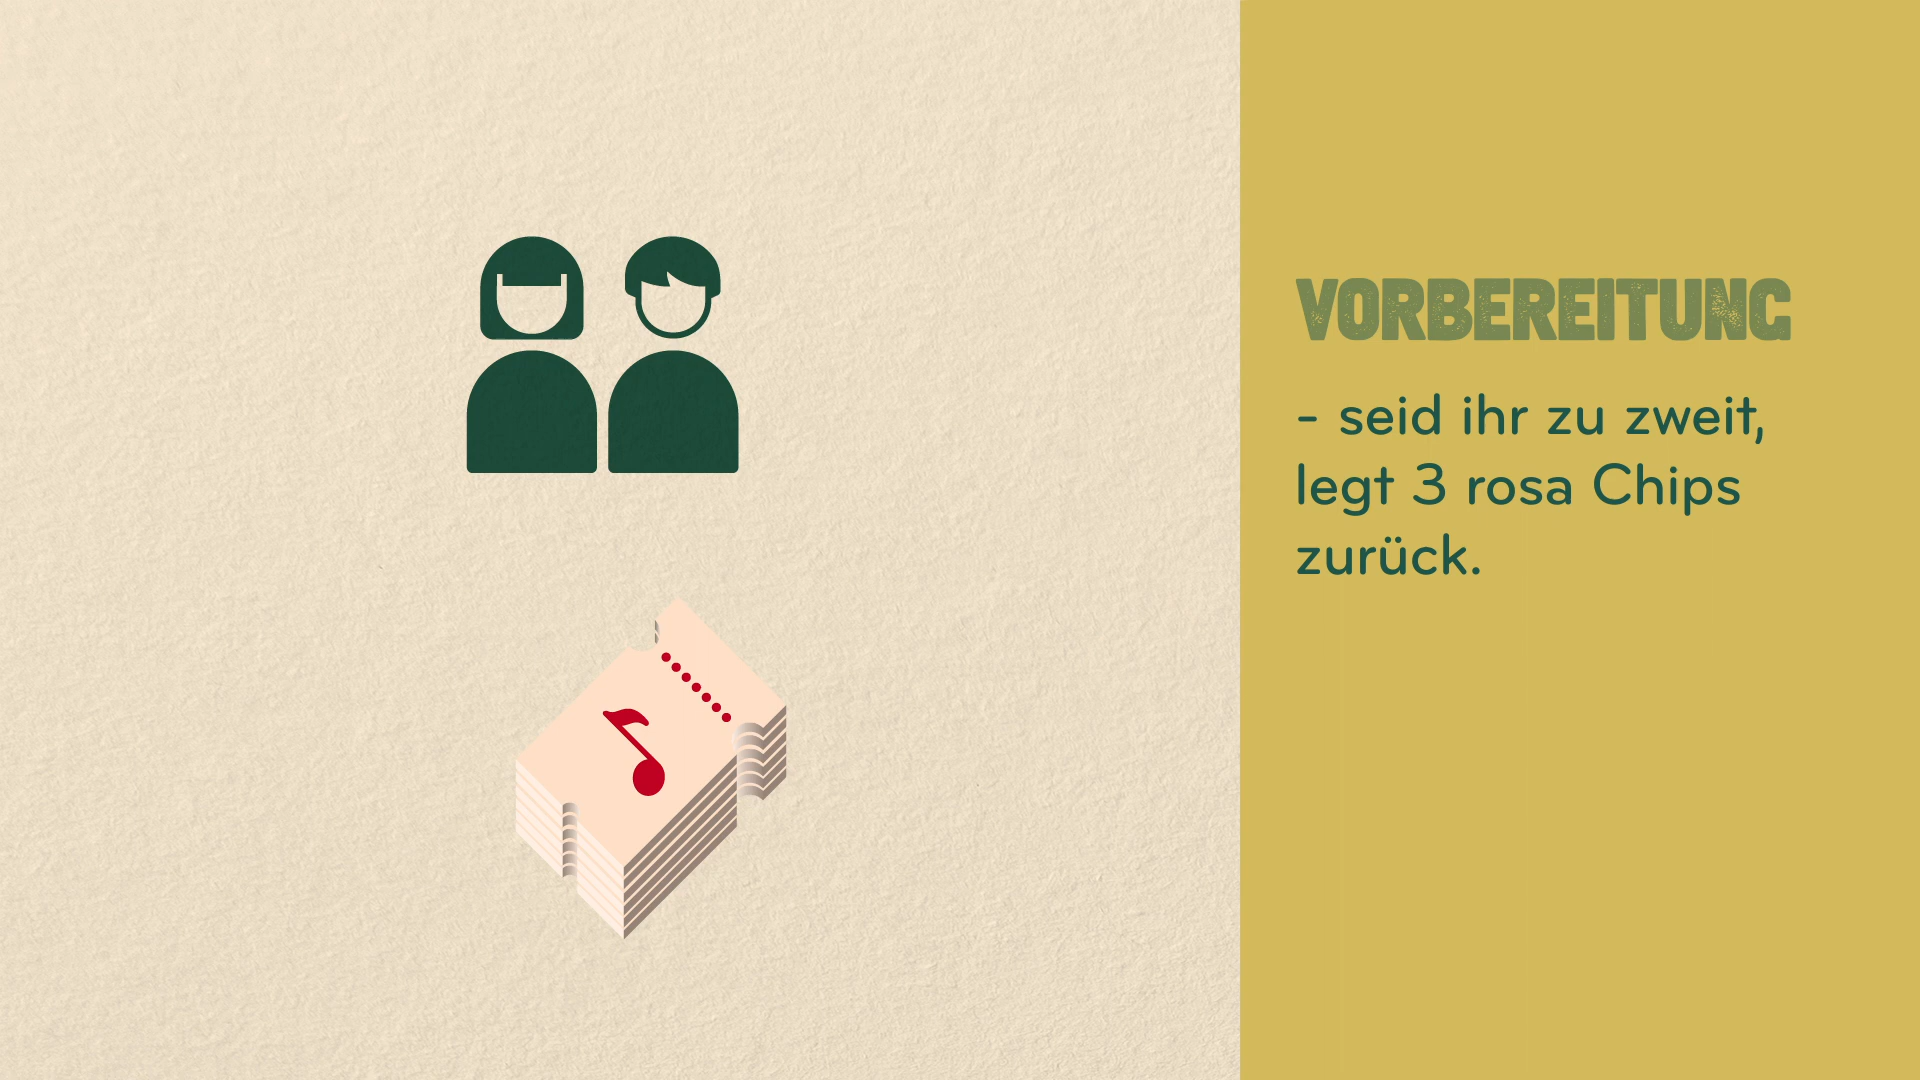 VORBEREITUNG
- seid ihr zu zweit,
legt 3 rosa Chips
zurück.